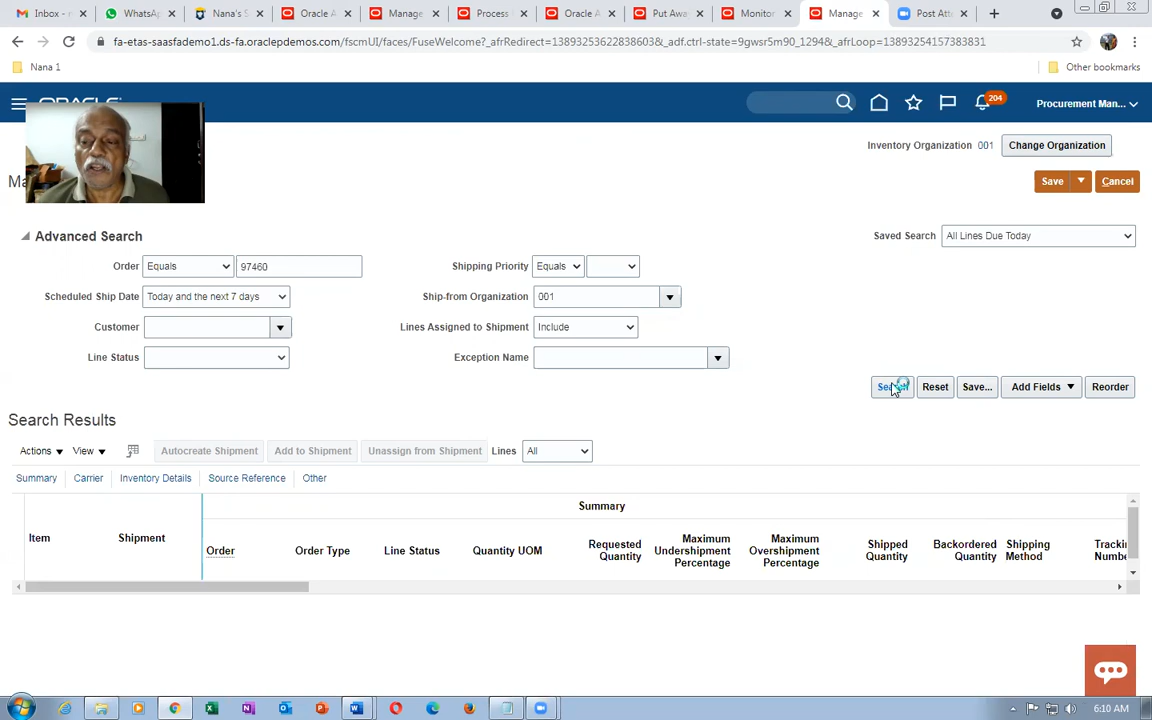 Inbox - r
WhatsApp
Nana's S
Oracle A
Manage
Process
Oracle A
Put Awa
Monitor
Manage
Post Att
fa-etas-saasfademo1.ds-fa.oraclepdemos.com/fscmUI/faces/FuseWelcome?_afrRedirect=13893253622838603&_adf.ctrl-state=9gwsr5m90_1294&_afrLoop=13893254157383831
Nana 1
Other bookmarks
ORACLE
204
Procurement Man...
Inventory Organization 001
Change Organization
Ma
Save
Cancel
Advanced Search
Saved Search All Lines Due Today
Order Equals 97460
Shipping Priority Equals
Scheduled Ship Date Today and the next 7 days
Ship-from Organization 001
Customer
Lines Assigned to Shipment Include
Line Status
Exception Name
Search
Reset
Save...
Add Fields
Reorder
Search Results
Actions
View
Autocreate Shipment
Add to Shipment
Unassign from Shipment
Lines All
Summary
Carrier
Inventory Details
Source Reference
Other
Summary
Item
Shipment
Order
Order Type
Line Status
Quantity UOM
Requested
Quantity
Maximum
Undershipment
Percentage
Maximum
Overshipment
Percentage
Shipped
Quantity
Backordered
Quantity
Shipping
Method
Trackin
Numbe
6:10 AM